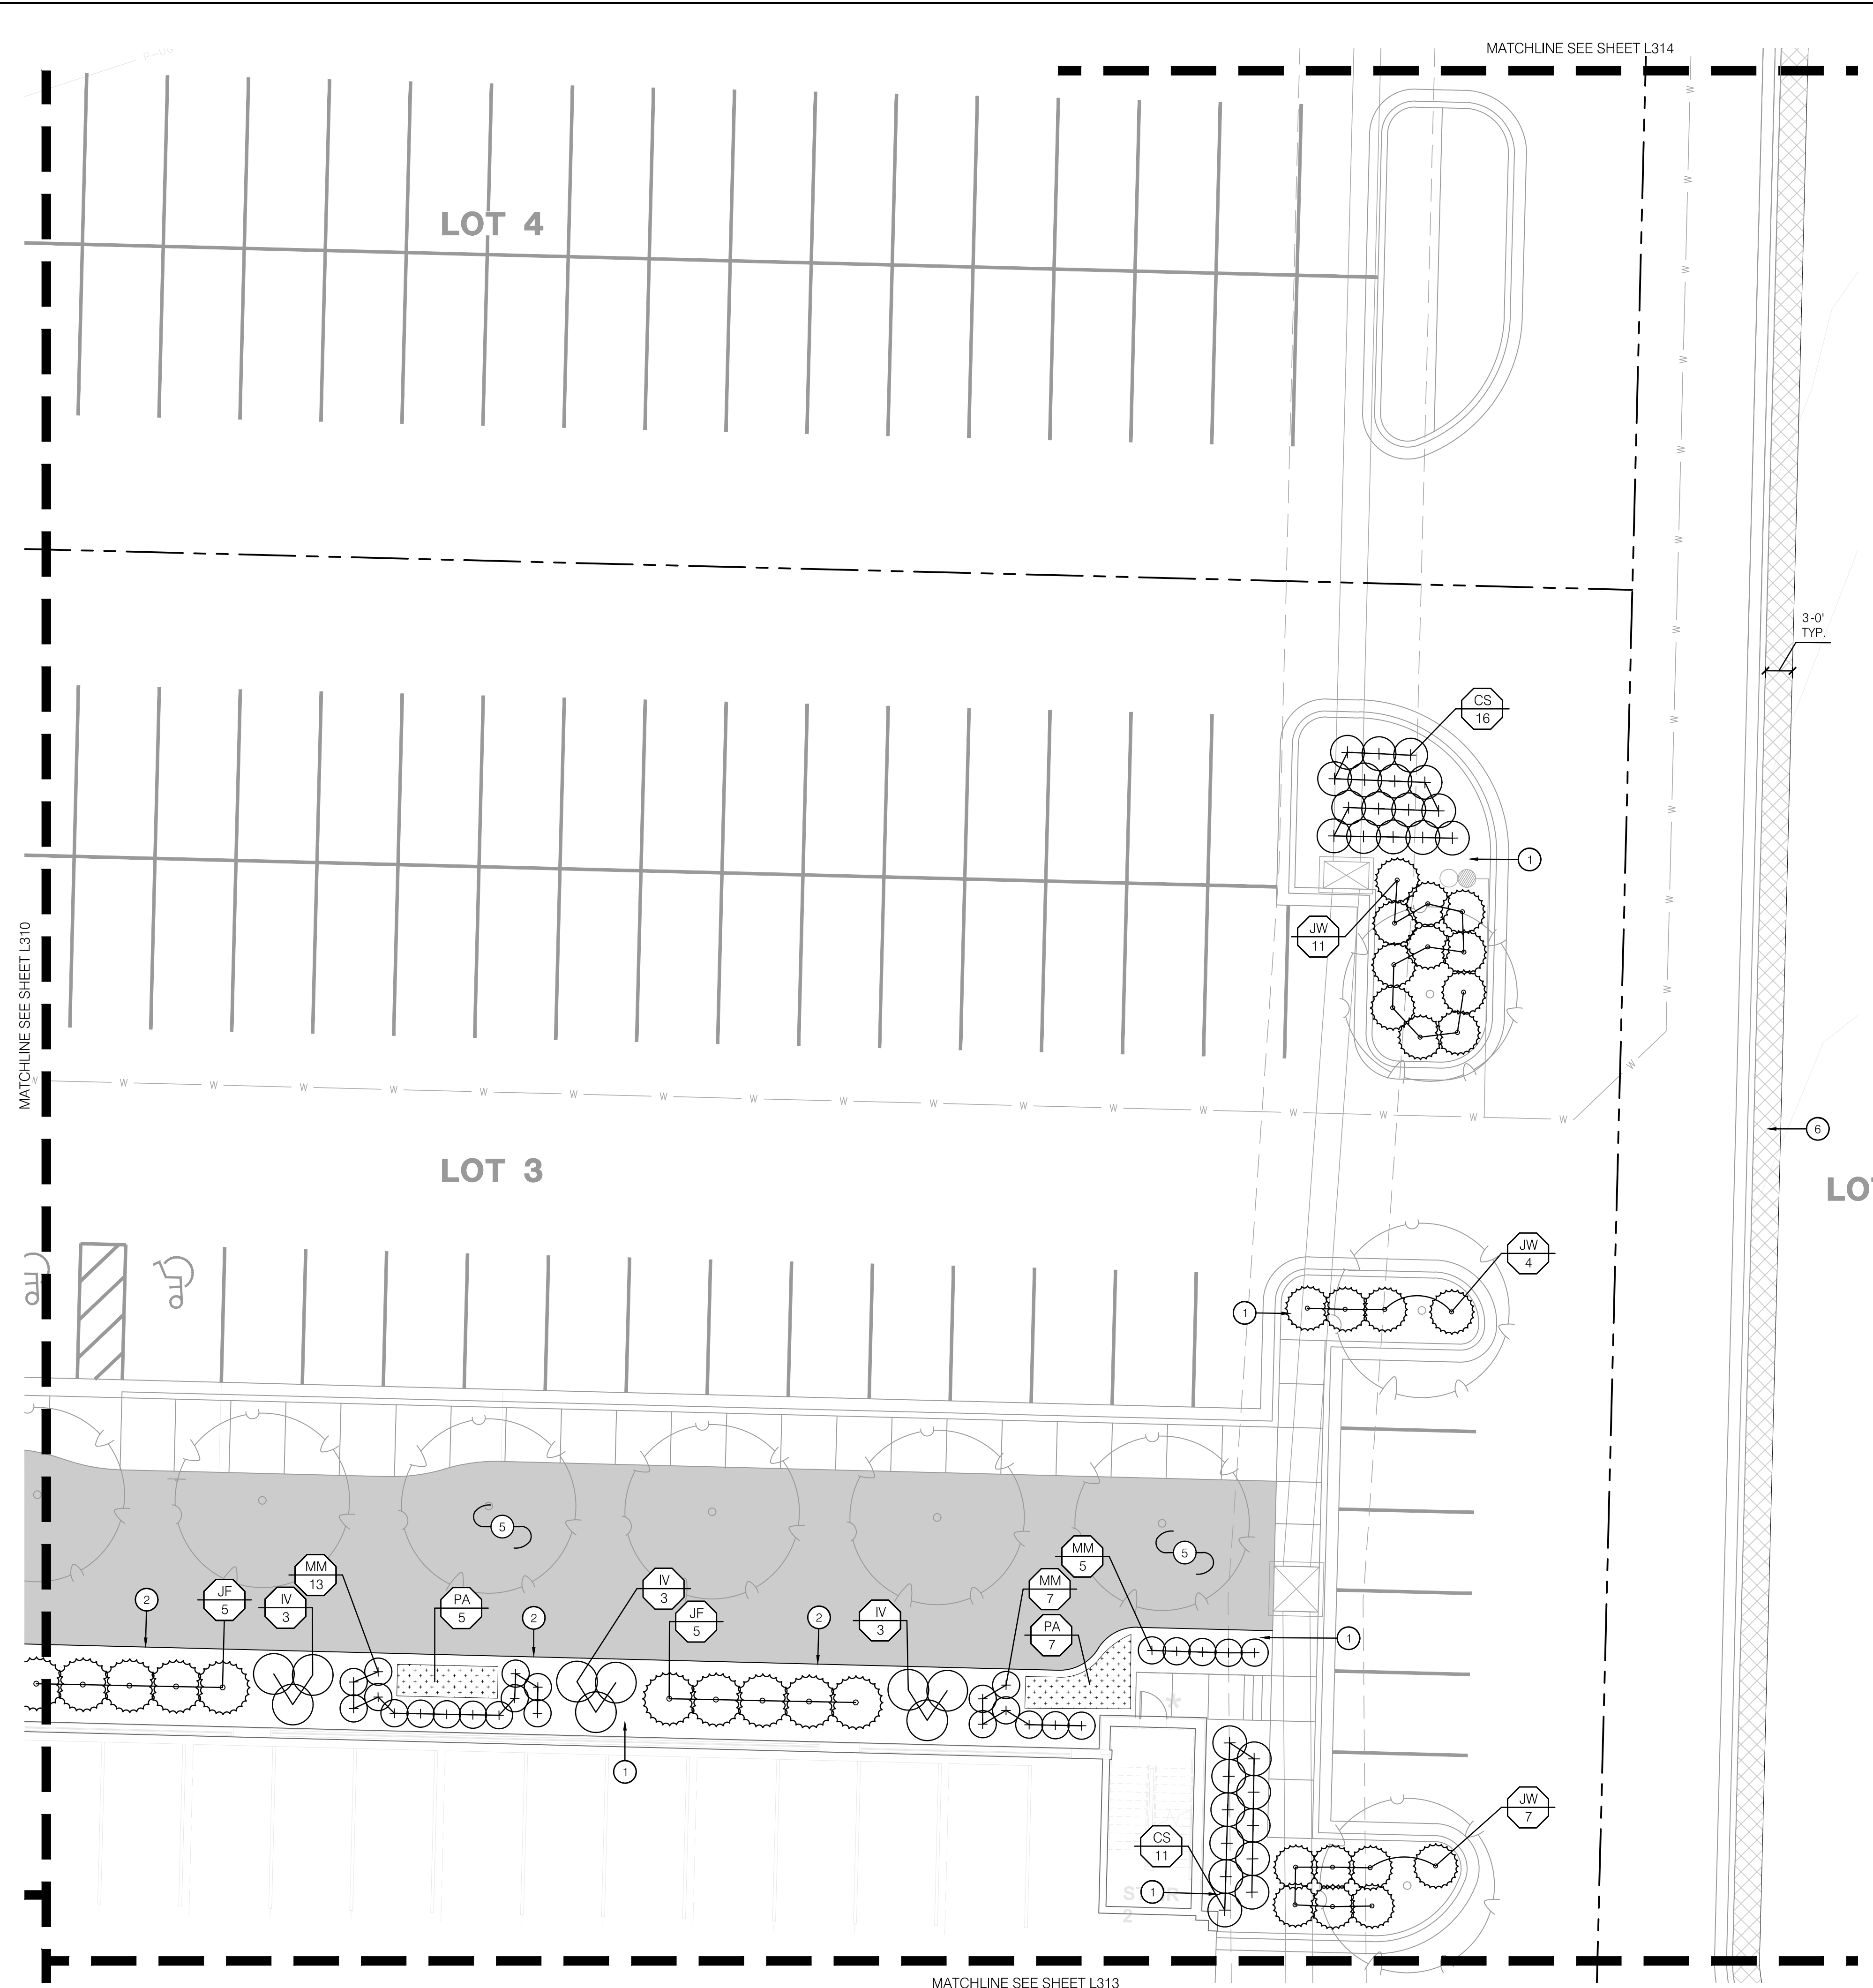 MATCHLINE SEE SHEET L314
P-00
LOT 4
3'-0"
TYP.
CS
16
1
JW
11
MATCHLINE SEE SHEET L310
W W W W W W W W W W W
W W W W W W W W W W W W W W W W W W W
6
LOT 3
LO
JW
4
1
5
5
MM
5
MM
13
IV
3
MM
7
JF
5
IV
3
PA
5
JF
5
IV
3
PA
7
2
2
2
1
*
1
JW
7
CS
11
1
2
MATCHLINE SEE SHEET L313